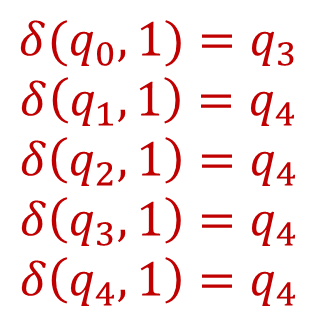 δ(q₀, 1) = q₃
δ(q₁, 1) = q₄
δ(q₂, 1) = q₄
δ(q₃, 1) = q₄
δ(q₄, 1) = q₄